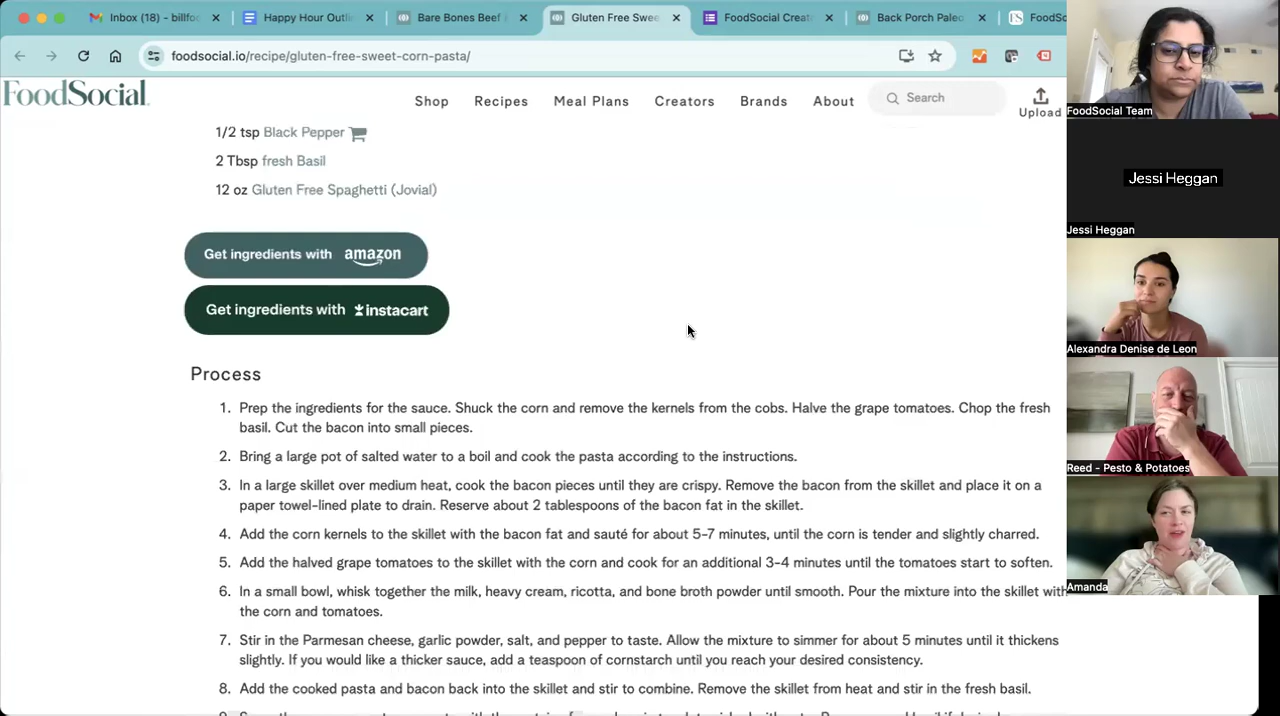 Inbox (18) - billfo
Happy Hour Outli
Bare Bones Beef
Gluten Free Swee
FoodSocial Creat
Back Porch Paleo
FoodSo
foodsocial.io/recipe/gluten-free-sweet-corn-pasta/
FoodSocial.
Shop Recipes Meal Plans Creators Brands About
Search
Upload
1/2 tsp Black Pepper
2 Tbsp fresh Basil
12 oz Gluten Free Spaghetti (Jovial)
Get ingredients with amazon
Get ingredients with instacart
Process
1. Prep the ingredients for the sauce. Shuck the corn and remove the kernels from the cobs. Halve the grape tomatoes. Chop the fresh
basil. Cut the bacon into small pieces.
2. Bring a large pot of salted water to a boil and cook the pasta according to the instructions.
3. In a large skillet over medium heat, cook the bacon pieces until they are crispy. Remove the bacon from the skillet and place it on a
paper towel-lined plate to drain. Reserve about 2 tablespoons of the bacon fat in the skillet.
4. Add the corn kernels to the skillet with the bacon fat and sauté for about 5-7 minutes, until the corn is tender and slightly charred.
5. Add the halved grape tomatoes to the skillet with the corn and cook for an additional 3-4 minutes until the tomatoes start to soften.
6. In a small bowl, whisk together the milk, heavy cream, ricotta, and bone broth powder until smooth. Pour the mixture into the skillet with
the corn and tomatoes.
7. Stir in the Parmesan cheese, garlic powder, salt, and pepper to taste. Allow the mixture to simmer for about 5 minutes until it thickens
slightly. If you would like a thicker sauce, add a teaspoon of cornstarch until you reach your desired consistency.
8. Add the cooked pasta and bacon back into the skillet and stir to combine. Remove the skillet from heat and stir in the fresh basil.
FoodSocial Team
Jessi Heggan
Jessi Heggan
Alexandra Denise de Leon
Reed - Pesto & Potatoes
Amanda